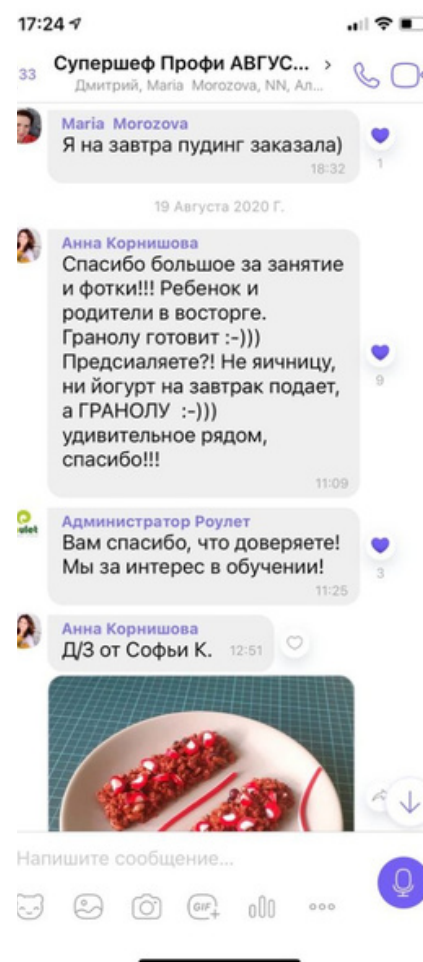 17:24
33
Супершеф Профи АВГУС... >
Дмитрий, Maria Morozova, NN, Ал...
Maria Morozova
Я на завтра пудинг заказала)
18:32
1
19 Августа 2020 Г.
Анна Корнишова
Спасибо большое за занятие
и фотки!!! Ребенок и
родители в восторге.
Гранолу готовит :-)))
Предсиаляете?! Не яичницу,
ни йогурт на завтрак подает,
а ГРАНОЛУ :-)))
удивительное рядом,
спасибо!!!
9
11:09
Администратор Роулет
Вам спасибо, что доверяете!
Мы за интерес в обучении!
3
11:25
Анна Корнишова
Д/З от Софьи К. 12:51
Напишите сообщение...
GIF